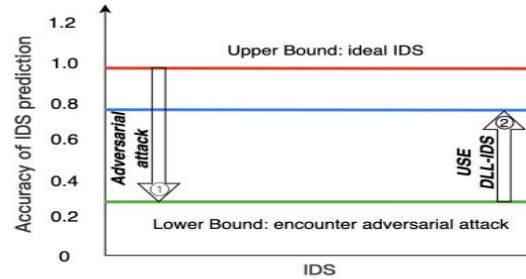 1.2
Upper Bound: ideal IDS
1.0
0.8
②
Accuracy of IDS prediction
Adversarial
attack
USE
DLL-IDS
0.6
0.4
①
0.2
Lower Bound: encounter adversarial attack
0
IDS